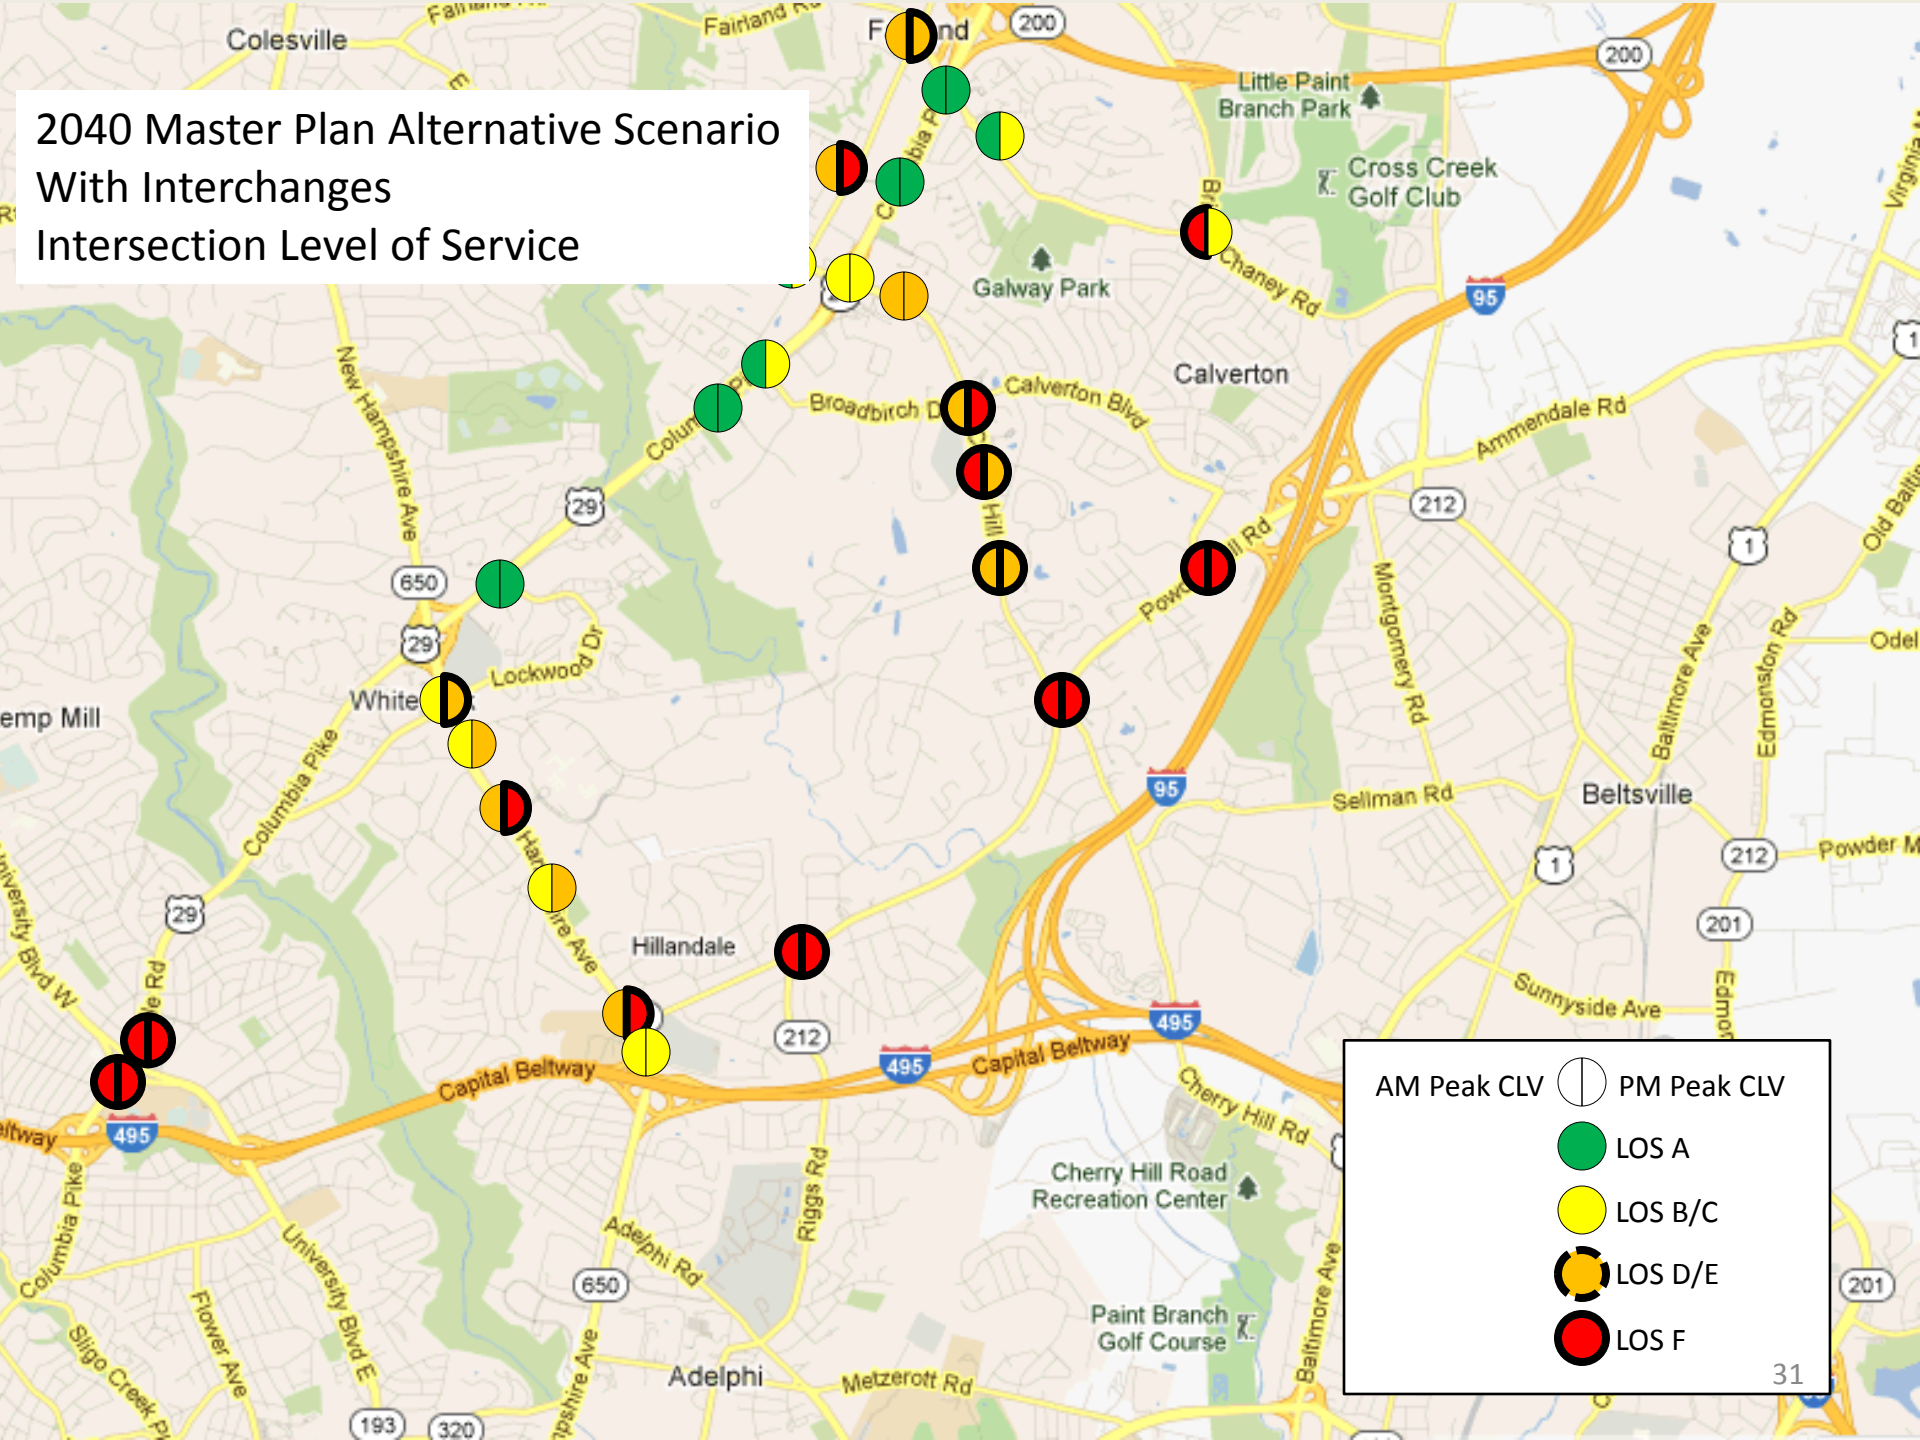 2040 Master Plan Alternative Scenario
With Interchanges
Intersection Level of Service
Colesville
Fairland Rd
200
200
Little Paint
Branch Park
Cross Creek
Golf Club
Galway Park
Chaney Rd
95
Calverton
New Hampshire Ave
Broadbirch
Calverton Blvd
Ammendale Rd
29
212
1
1
650
29
Lockwood Dr
White
Hill
Montgomery Rd
Baltimore Ave
Edmonston Rd
Odel
emp Mill
Columbia Pike
95
Sellman Rd
Beltsville
1
212
Powder M
29
University Blvd W
Hillandale
201
Sunnyside Ave
212
495
495
Capital Beltway
Capital Beltway
495
Cherry Hill Rd
Cherry Hill Road
Recreation Center
Riggs Rd
Adelphi Rd
Columbia Pike
University Blvd E
650
Flower Ave
Paint Branch
Golf Course
Baltimore Ave
201
Adelphi
Metzerott Rd
193
320
AM Peak CLV PM Peak CLV
LOS A
LOS B/C
LOS D/E
LOS F
31